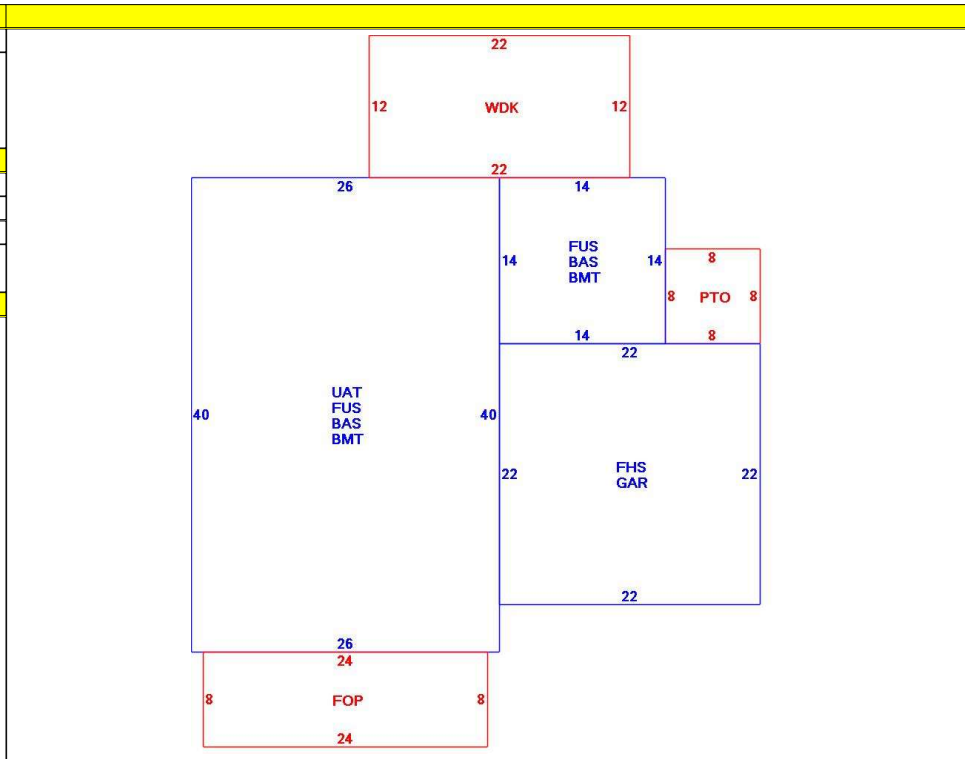 22
12 WDK 12
22
26 14
FUS
14 BAS 14
BMT
8
8 PTO 8
14 8
22
UAT
FUS
40 BAS 40
BMT
FHS
22 GAR 22
22
26
24
8 FOP 8
24